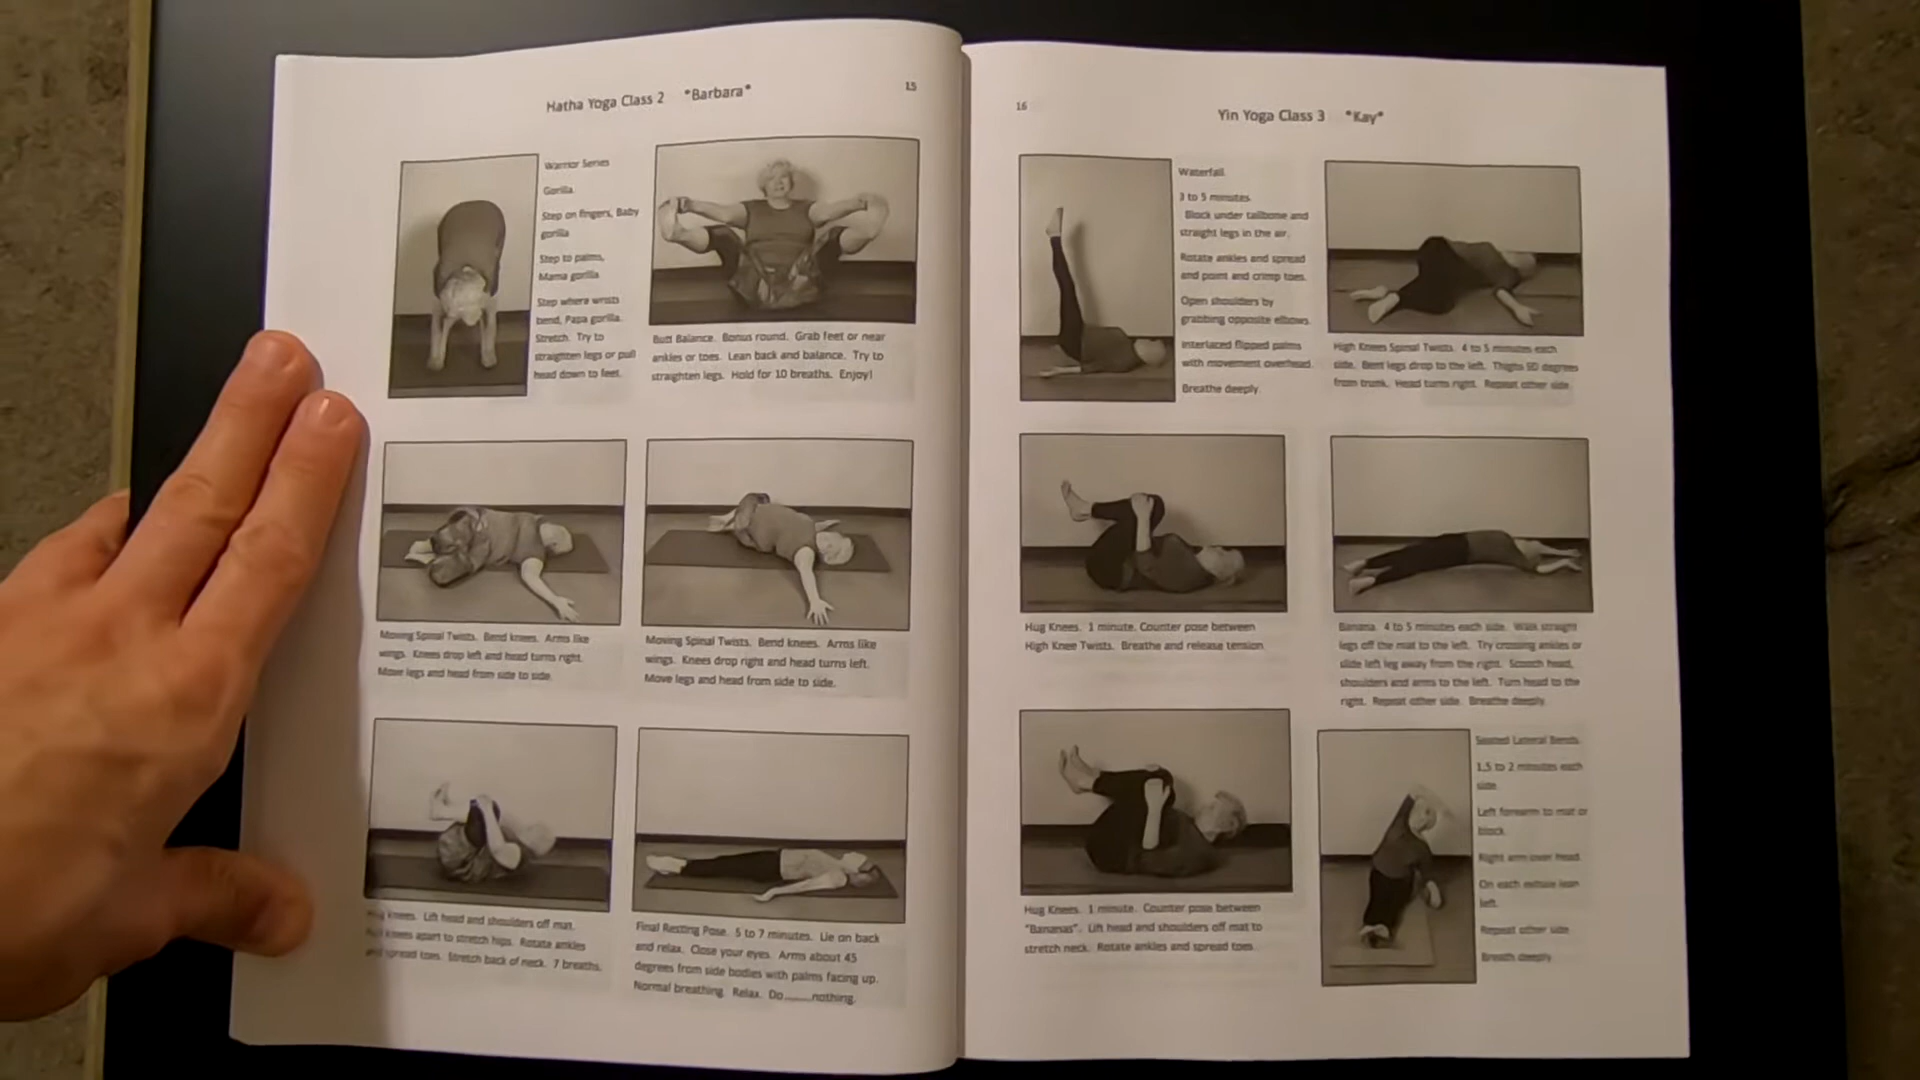 Hatha Yoga Class 2 *Barbara*
15
Warrior Series
Gorilla.
Step on fingers, Baby
gorilla
Step to palms,
Mama gorilla
Step where wrists
bend, Papa gorilla.
Stretch. Try to
straighten legs or pull
head down to feet.
Butt Balance. Bonus round. Grab feet or near
ankles or toes. Lean back and balance. Try to
straighten legs. Hold for 10 breaths. Enjoy!
Moving Spinal Twists. Bend knees. Arms like
wings. Knees drop left and head turns right.
Move legs and head from side to side.
Moving Spinal Twists. Bend knees. Arms like
wings. Knees drop right and head turns left.
Move legs and head from side to side.
Hug Knees. Lift head and shoulders off mat.
knees apart to stretch hips. Rotate ankles
and spread toes. Stretch back of neck. 7 breaths.
Final Resting Pose. 5 to 7 minutes. Lie on back
and relax. Close your eyes. Arms about 45
degrees from side bodies with palms facing up.
Normal breathing. Relax. Do......nothing.
16
Yin Yoga Class 3 *Kay*
Waterfall.
3 to 5 minutes.
Block under tailbone and
straight legs in the air.
Rotate ankles and spread
and point and crimp toes.
Open shoulders by
grabbing opposite elbows.
Interlaced flipped palms
with movement overhead.
Breathe deeply.
High Knees Spinal Twists. 4 to 5 minutes each
side. Bent legs drop to the left. Thighs 90 degrees
from trunk. Head turns right. Repeat other side.
Hug Knees. 1 minute. Counter pose between
High Knee Twists. Breathe and release tension.
Banana. 4 to 5 minutes each side. Walk straight
legs off the mat to the left. Try crossing ankles or
slide left leg away from the right. Scooch head,
shoulders and arms to the left. Turn head to the
right. Repeat other side. Breathe deeply.
Hug Knees. 1 minute. Counter pose between
"Bananas". Lift head and shoulders off mat to
stretch neck. Rotate ankles and spread toes.
Seated Lateral Bends.
1.5 to 2 minutes each
side.
Left forearm to mat or
block.
Right arm over head.
On each exhale lean
left.
Repeat other side.
Breath deeply.